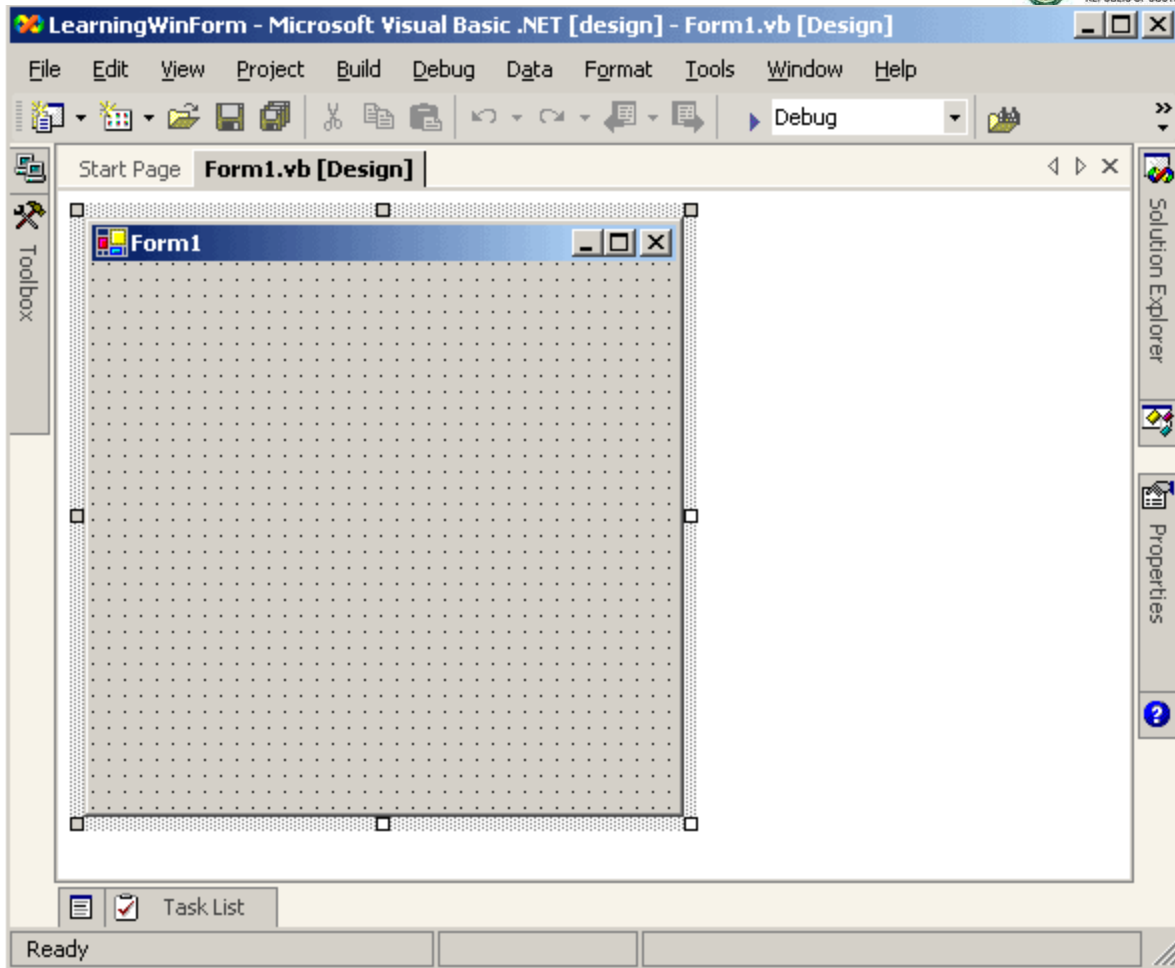 LearningWinForm - Microsoft Visual Basic .NET [design] - Form1.vb [Design]
File Edit View Project Build Debug Data Format Tools Window Help
Debug
Start Page Form1.vb [Design]
Toolbox
Form1
Solution Explorer
Properties
Task List
Ready